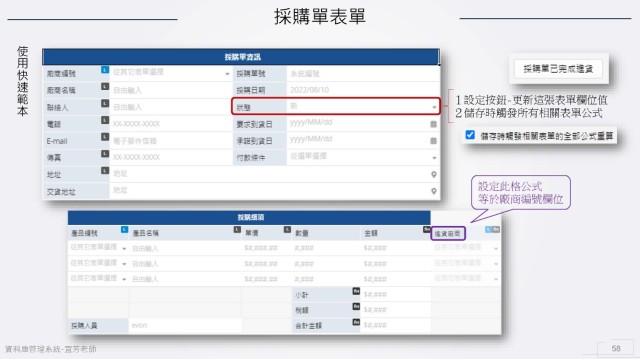 採購單表單
使用快速範本
採購單資訊
廠商編號 L 從其它表單選擇 採購單號 系統編號
廠商名稱 L 自由輸入 採購日期 2022/08/10
聯絡人 L 自由輸入 狀態 新
電話 L XX-XXXX-XXXX 要求到貨日 yyyy/MM/dd
E-mail L 電子郵件信箱 承諾到貨日 yyyy/MM/dd
傳真 L XX-XXXX-XXXX 付款條件 從選單選擇
地址 L 地址
交貨地址 地址
採購單已完成進貨
1 設定按鈕-更新這張表單欄位值
2 儲存時觸發所有相關表單公式
儲存時觸發相關表單的全部公式重算
設定此格公式
等於廠商編號欄位
採購細項
產品編號 L 產品名稱 L 單價 L 數量 金額 進貨廠商 L
從其它表單選擇 自由輸入 $#,###.## #,### $#,### 從其它表單選擇
從其它表單選擇 自由輸入 $#,###.## #,### $#,### 從其它表單選擇
從其它表單選擇 自由輸入 $#,###.## #,### $#,### 從其它表單選擇
小計 $#,###
稅額 $#,###
採購人員 evon 合計金額 $#,###
資料庫管理系統-宜芳老師
58